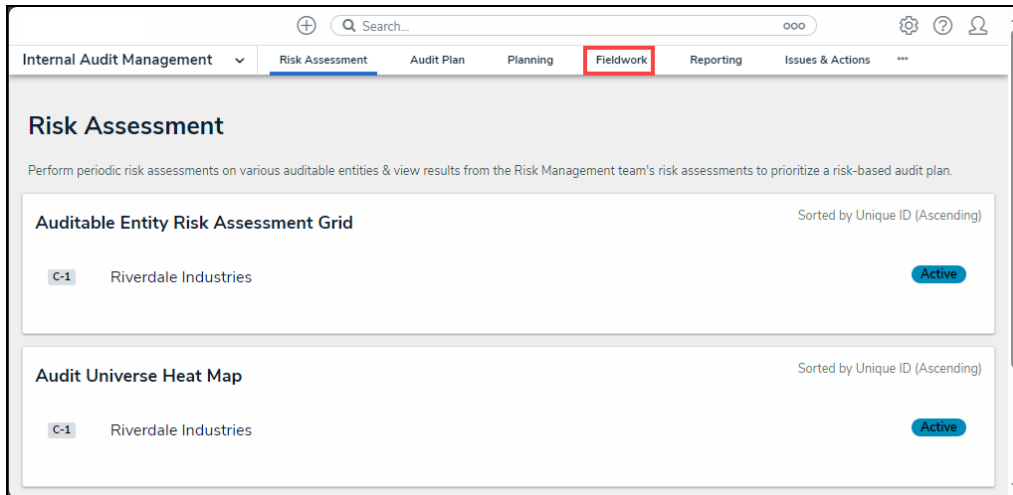 Search...
Internal Audit Management Risk Assessment Audit Plan Planning Fieldwork Reporting Issues & Actions
Risk Assessment
Perform periodic risk assessments on various auditable entities & view results from the Risk Management team's risk assessments to prioritize a risk-based audit plan.
Auditable Entity Risk Assessment Grid Sorted by Unique ID (Ascending)
C-1 Riverdale Industries Active
Audit Universe Heat Map Sorted by Unique ID (Ascending)
C-1 Riverdale Industries Active